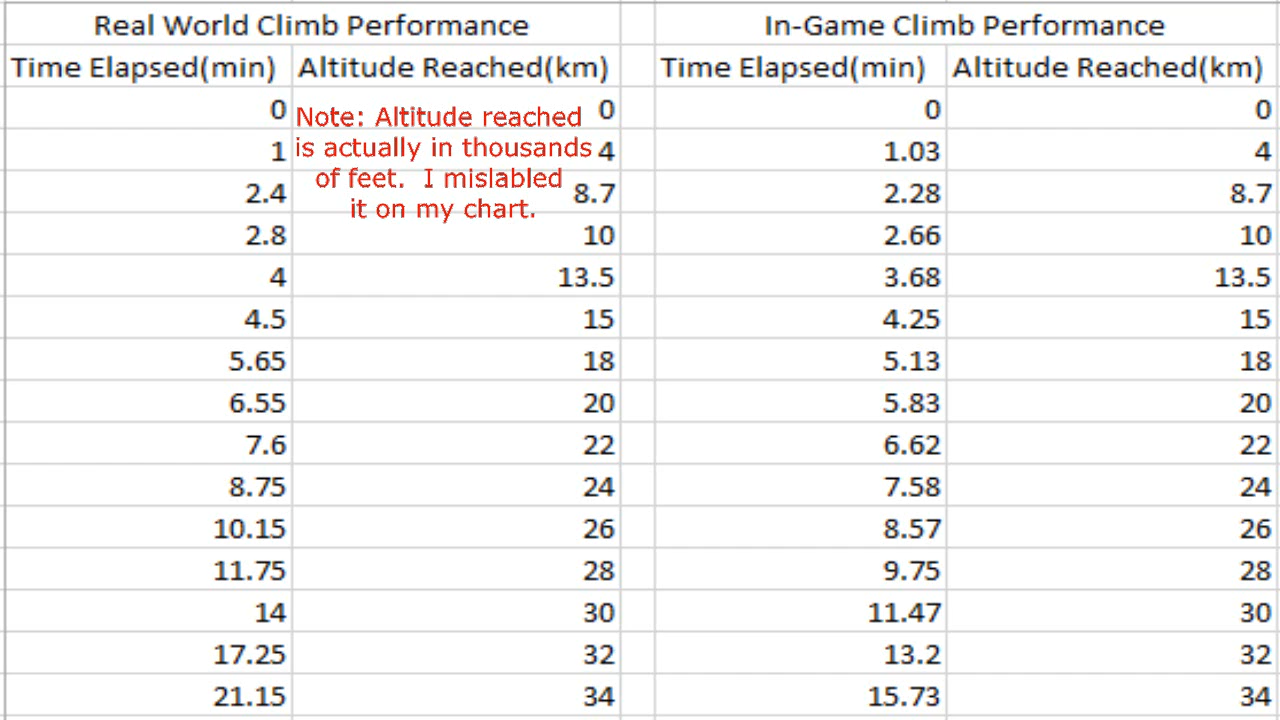 Real World Climb Performance In-Game Climb Performance
Time Elapsed(min) Altitude Reached(km) Time Elapsed(min) Altitude Reached(km)
0 0 0 0
1 4 1.03 4
2.4 8.7 2.28 8.7
2.8 10 2.66 10
4 13.5 3.68 13.5
4.5 15 4.25 15
5.65 18 5.13 18
6.55 20 5.83 20
7.6 22 6.62 22
8.75 24 7.58 24
10.15 26 8.57 26
11.75 28 9.75 28
14 30 11.47 30
17.25 32 13.2 32
21.15 34 15.73 34
Note: Altitude reached
is actually in thousands
of feet. I mislabled
it on my chart.